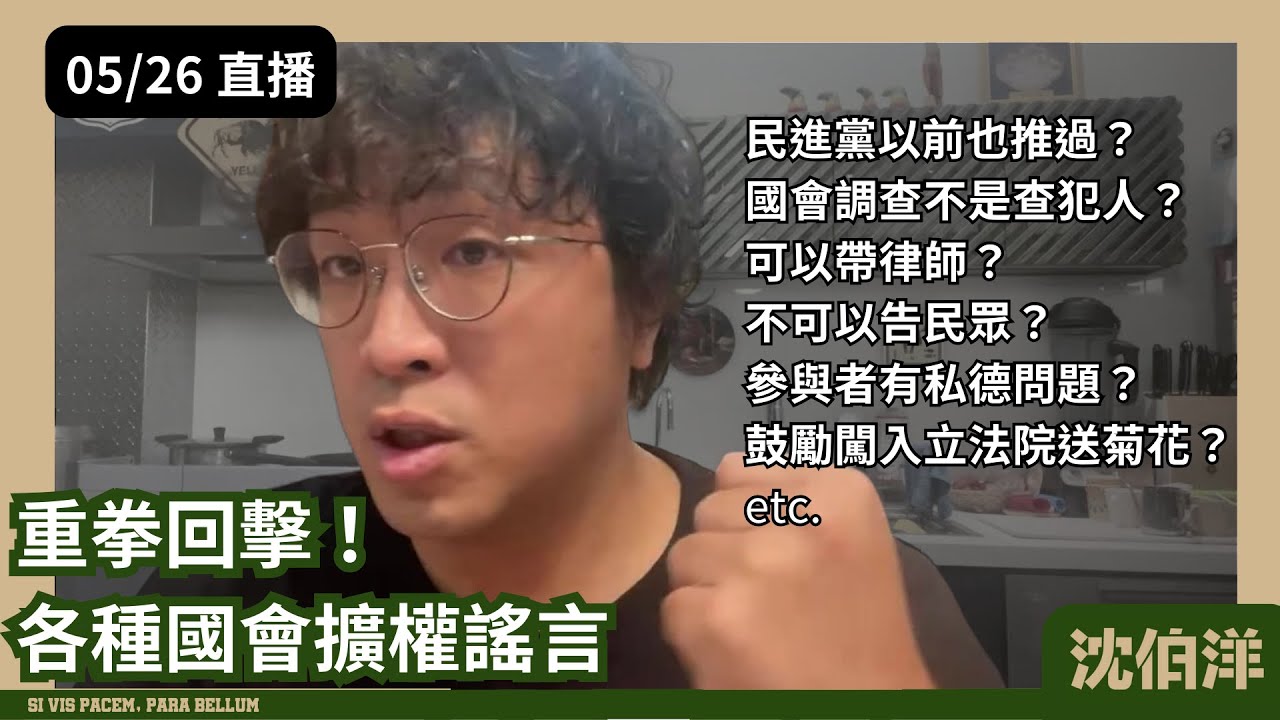 05/26 直播
民進黨以前也推過？
國會調查不是查犯人？
可以帶律師？
不可以告民眾？
參與者有私德問題？
鼓勵闖入立法院送菊花？
etc.
重拳回擊！
各種國會擴權謠言
沈伯洋
SI VIS PACEM, PARA BELLUM